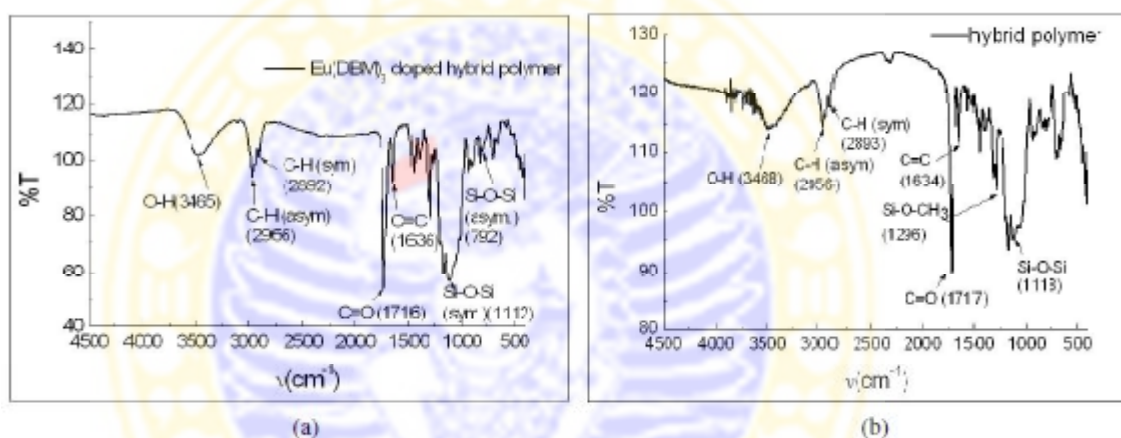 140
120
100
80
60
40
%T
Eu(DBM)3 doped hybrid polymer
O-H(3465)
C-H (sym)
(2892)
C-H (asym)
(2956)
C=C
(1636)
Si-O-Si
(asym.)
(792)
C=O (1716)
Si-O-Si
(sym.)(1112)
4500 4000 3500 3000 2500 2000 1500 1000 500
ν(cm-1)
(a)
130
120
110
100
90
80
%T
hybrid polymer
O-H (3468)
C-H (sym)
(2893)
C-H (asym)
(2956)
C=C
(1634)
Si-O-CH3
(1296)
Si-O-Si
(1118)
C=O (1717)
4500 4000 3500 3000 2500 2000 1500 1000 500
ν(cm-1)
(b)